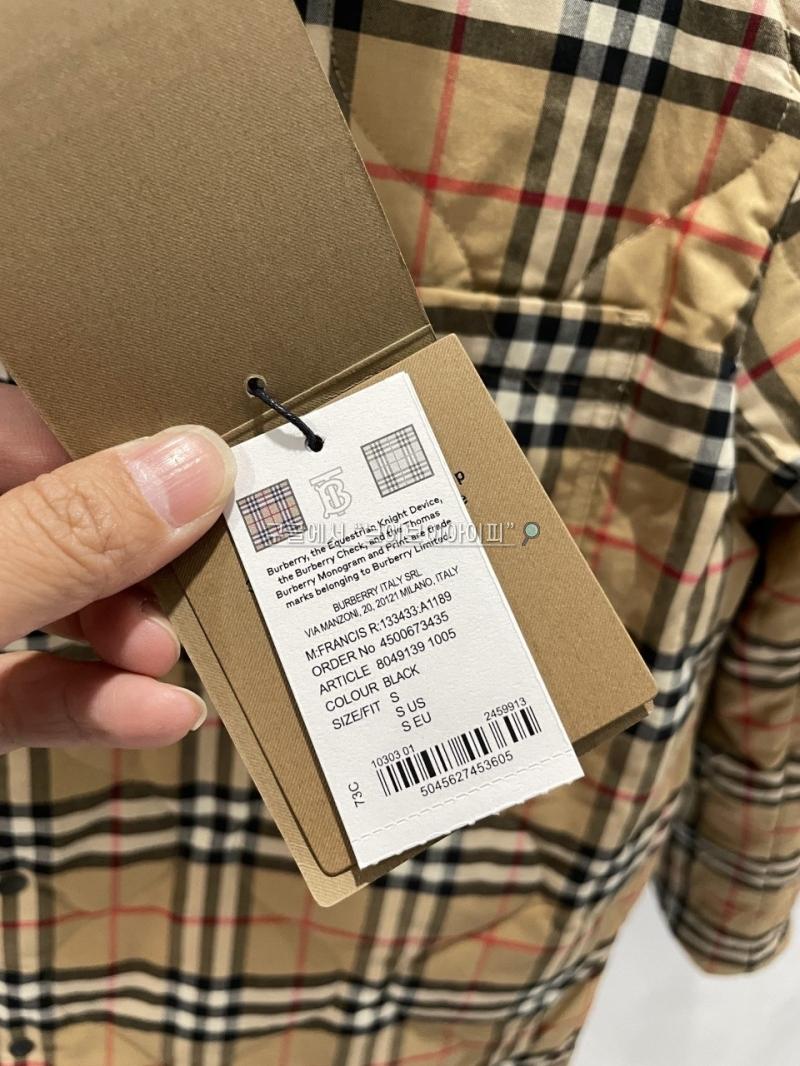 Burberry, the Equestrian Knight Device,
the Burberry Check, and the Thomas
Burberry Monogram and Print are trade
marks belonging to Burberry Limited.
BURBERRY ITALY SRL
VIA MANZONI, 20, 20121 MILANO, ITALY
M:FRANCIS R:133433:A1189
ORDER No 4500673435
ARTICLE 8049139 1005
COLOUR BLACK
SIZE/FIT S
S US
S EU
10303 01 2459913
5045627453605
73C